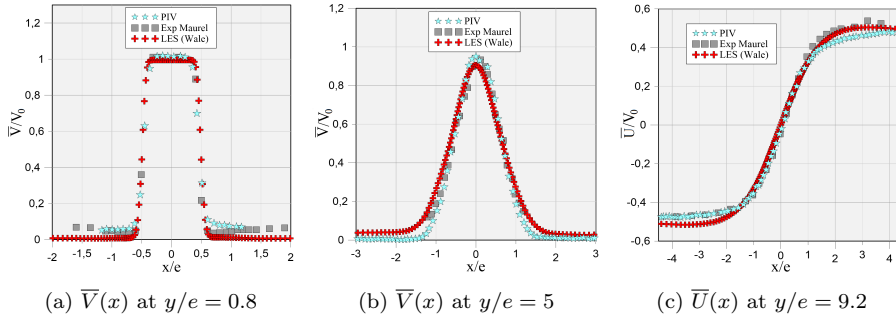 1,2
1
0,8
0,6
0,4
0,2
0
V̅/V₀
-2
-1,5
-1
-0,5
0
0,5
1
1,5
2
x/e
PIV
Exp Maurel
LES (Wale)
(a) V̅(x) at y/e = 0.8
1,2
1
0,8
0,6
0,4
0,2
0
V̅/V₀
-3
-2
-1
0
1
2
3
x/e
PIV
Exp Maurel
LES (Wale)
(b) V̅(x) at y/e = 5
0,6
0,4
0,2
0
-0,2
-0,4
-0,6
U̅/V₀
-4
-3
-2
-1
0
1
2
3
4
x/e
PIV
Exp Maurel
LES (Wale)
(c) U̅(x) at y/e = 9.2